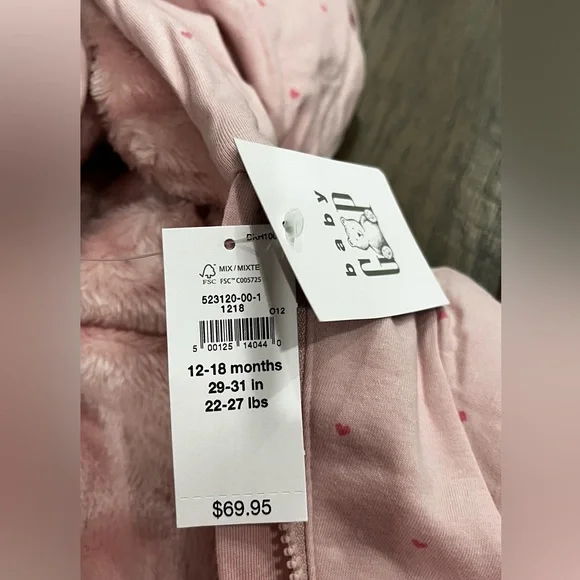 baby
GAP
MIX / MIXTE
FSC
FSC™ C005725
523120-00-1
1218
O12
5 00125 14044 0
12-18 months
29-31 in
22-27 lbs
$69.95